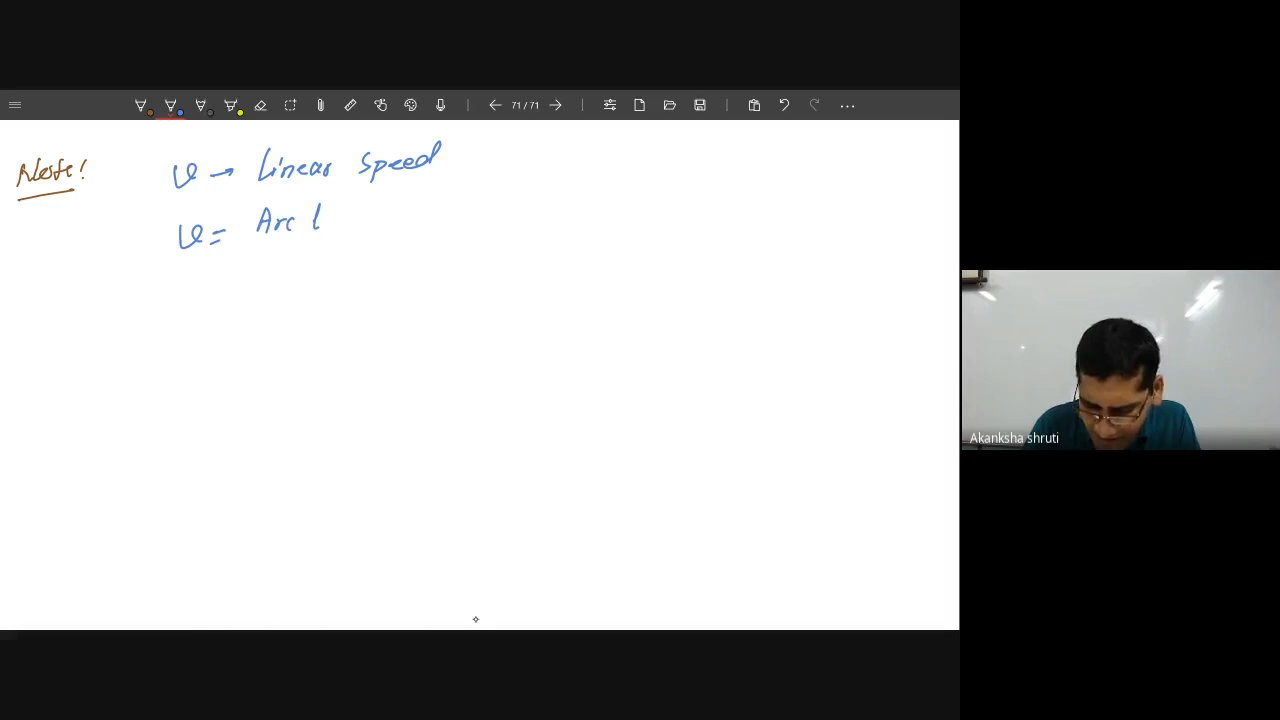 71 / 71
Note!
v → Linear Speed
v = Arc l
Akanksha shruti